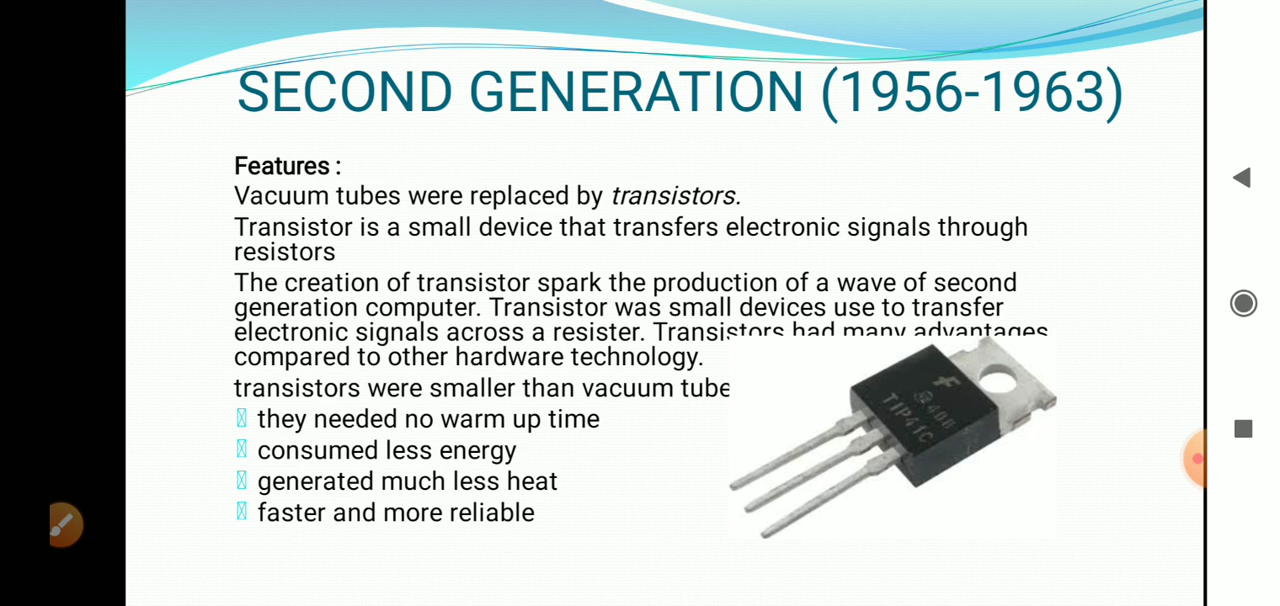 SECOND GENERATION (1956-1963)
Features :
Vacuum tubes were replaced by transistors.
Transistor is a small device that transfers electronic signals through
resistors
The creation of transistor spark the production of a wave of second
generation computer. Transistor was small devices use to transfer
electronic signals across a resister. Transistors had many advantages
compared to other hardware technology.
transistors were smaller than vacuum tube
they needed no warm up time
consumed less energy
generated much less heat
faster and more reliable
TIP41C